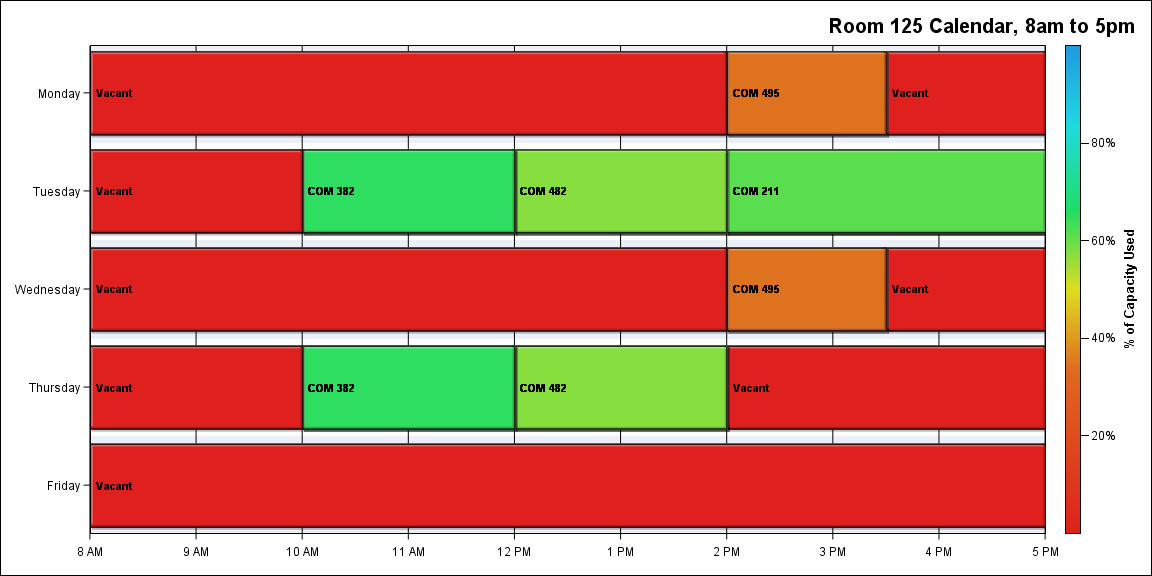 Room 125 Calendar, 8am to 5pm
Monday Vacant COM 495 Vacant
80%
Tuesday Vacant COM 382 COM 482 COM 211
60%
% of Capacity Used
Wednesday Vacant COM 495 Vacant
40%
Thursday Vacant COM 382 COM 482 Vacant
20%
Friday Vacant
8 AM 9 AM 10 AM 11 AM 12 PM 1 PM 2 PM 3 PM 4 PM 5 PM